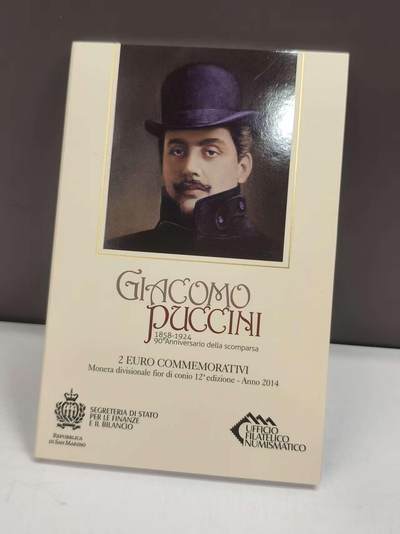 GIACOMO
PUCCINI
1858-1924
90° Anniversario della scomparsa
2 EURO COMMEMORATIVI
Moneta divisionale fior di conio 12ª edizione - Anno 2014
REPUBBLICA
DI SAN MARINO
SEGRETERIA DI STATO
PER LE FINANZE
E IL BILANCIO
UFFICIO
FILATELICO
NUMISMATICO